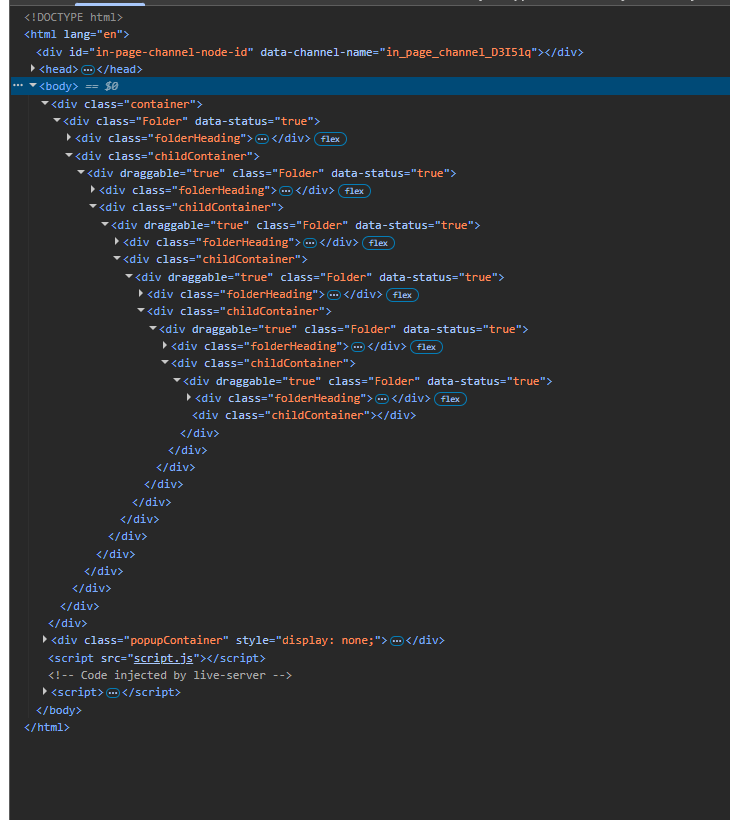 <!DOCTYPE html>
<html lang="en">
<div id="in-page-channel-node-id" data-channel-name="in_page_channel_D3I51q"></div>
<head>…</head>
… <body> == $0
<div class="container">
<div class="Folder" data-status="true">
<div class="folderHeading">…</div> flex
<div class="childContainer">
<div draggable="true" class="Folder" data-status="true">
<div class="folderHeading">…</div> flex
<div class="childContainer">
<div draggable="true" class="Folder" data-status="true">
<div class="folderHeading">…</div> flex
<div class="childContainer">
<div draggable="true" class="Folder" data-status="true">
<div class="folderHeading">…</div> flex
<div class="childContainer">
<div draggable="true" class="Folder" data-status="true">
<div class="folderHeading">…</div> flex
<div class="childContainer">
<div draggable="true" class="Folder" data-status="true">
<div class="folderHeading">…</div> flex
<div class="childContainer"></div>
</div>
</div>
</div>
</div>
</div>
</div>
</div>
</div>
</div>
</div>
</div>
</div>
<div class="popupContainer" style="display: none;">…</div>
<script src="script.js"></script>
<!-- Code injected by live-server -->
<script>…</script>
</body>
</html>